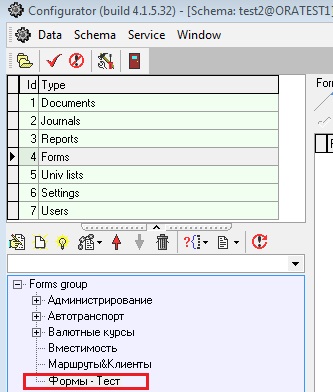 Configurator (build 4.1.5.32) - [Schema: test2@ORATEST1]
Data Schema Service Window
Id Type
1 Documents
2 Journals
3 Reports
4 Forms
5 Univ lists
6 Settings
7 Users
Forms group
Администрирование
Автотранспорт
Валютные курсы
Вместимость
Маршруты&Клиенты
Формы - Тест